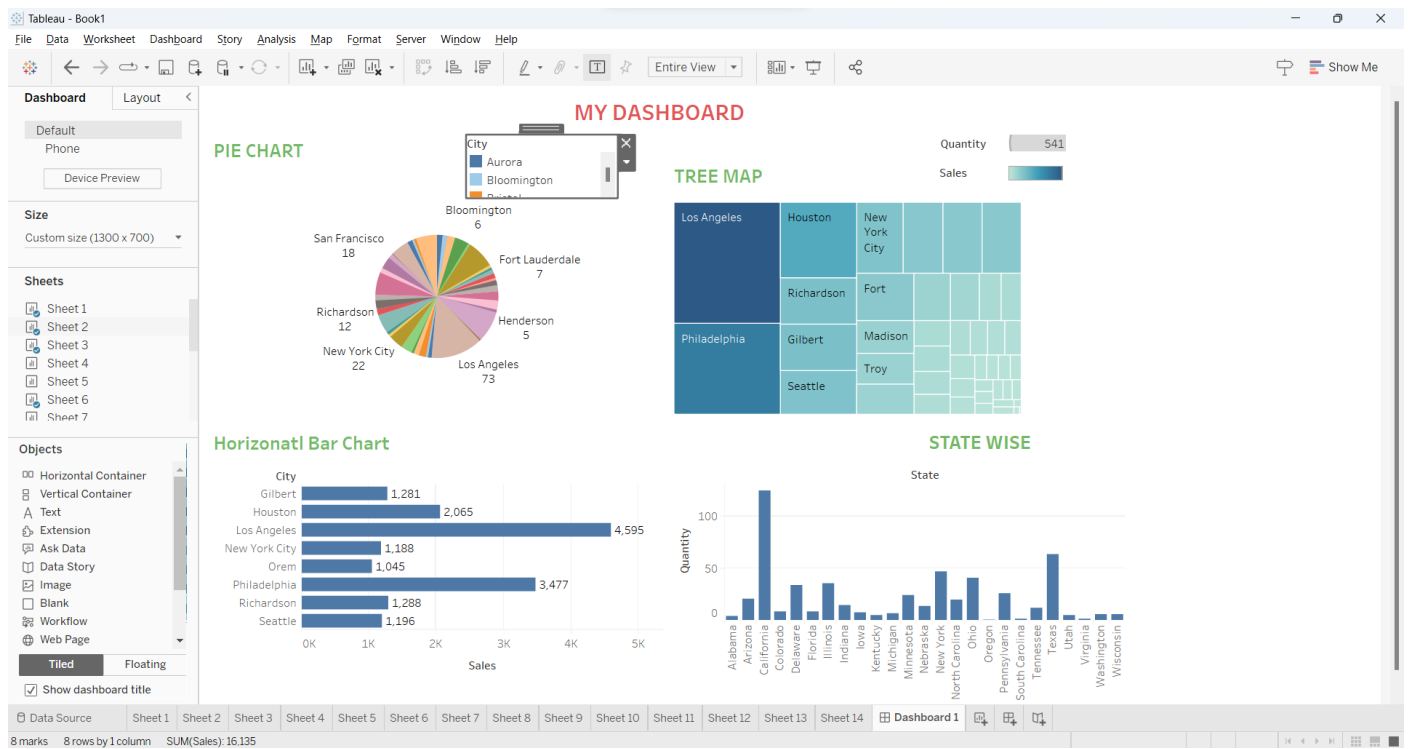 Tableau - Book1
File Data Worksheet Dashboard Story Analysis Map Format Server Window Help
Entire View
Show Me
Dashboard Layout
Default
Phone
Device Preview
Size
Custom size (1300 x 700)
Sheets
Sheet 1
Sheet 2
Sheet 3
Sheet 4
Sheet 5
Sheet 6
Sheet 7
Objects
Horizontal Container
Vertical Container
Text
Extension
Ask Data
Data Story
Image
Blank
Workflow
Web Page
Tiled Floating
Show dashboard title
MY DASHBOARD
PIE CHART
City
Aurora
Bloomington
Bristol
Bloomington
6
San Francisco
18
Fort Lauderdale
7
Richardson
12
Henderson
5
New York City
22
Los Angeles
73
Quantity 541
Sales
TREE MAP
Los Angeles
Philadelphia
Houston
Richardson
Gilbert
Seattle
New
York
City
Fort
Madison
Troy
Horizonatl Bar Chart
City
Gilbert 1,281
Houston 2,065
Los Angeles 4,595
New York City 1,188
Orem 1,045
Philadelphia 3,477
Richardson 1,288
Seattle 1,196
0K 1K 2K 3K 4K 5K
Sales
STATE WISE
State
Quantity
100
50
0
Alabama
Arizona
California
Colorado
Delaware
Florida
Illinois
Indiana
Iowa
Kentucky
Michigan
Minnesota
Nebraska
New York
North Carolina
Ohio
Oregon
Pennsylvania
South Carolina
Tennessee
Texas
Utah
Virginia
Washington
Wisconsin
Data Source Sheet 1 Sheet 2 Sheet 3 Sheet 4 Sheet 5 Sheet 6 Sheet 7 Sheet 8 Sheet 9 Sheet 10 Sheet 11 Sheet 12 Sheet 13 Sheet 14 Dashboard 1
8 marks 8 rows by 1 column SUM(Sales): 16,135